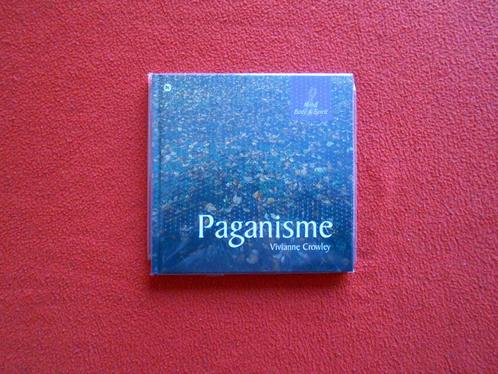 Mind
Body & Spirit
Paganisme
Vivianne Crowley